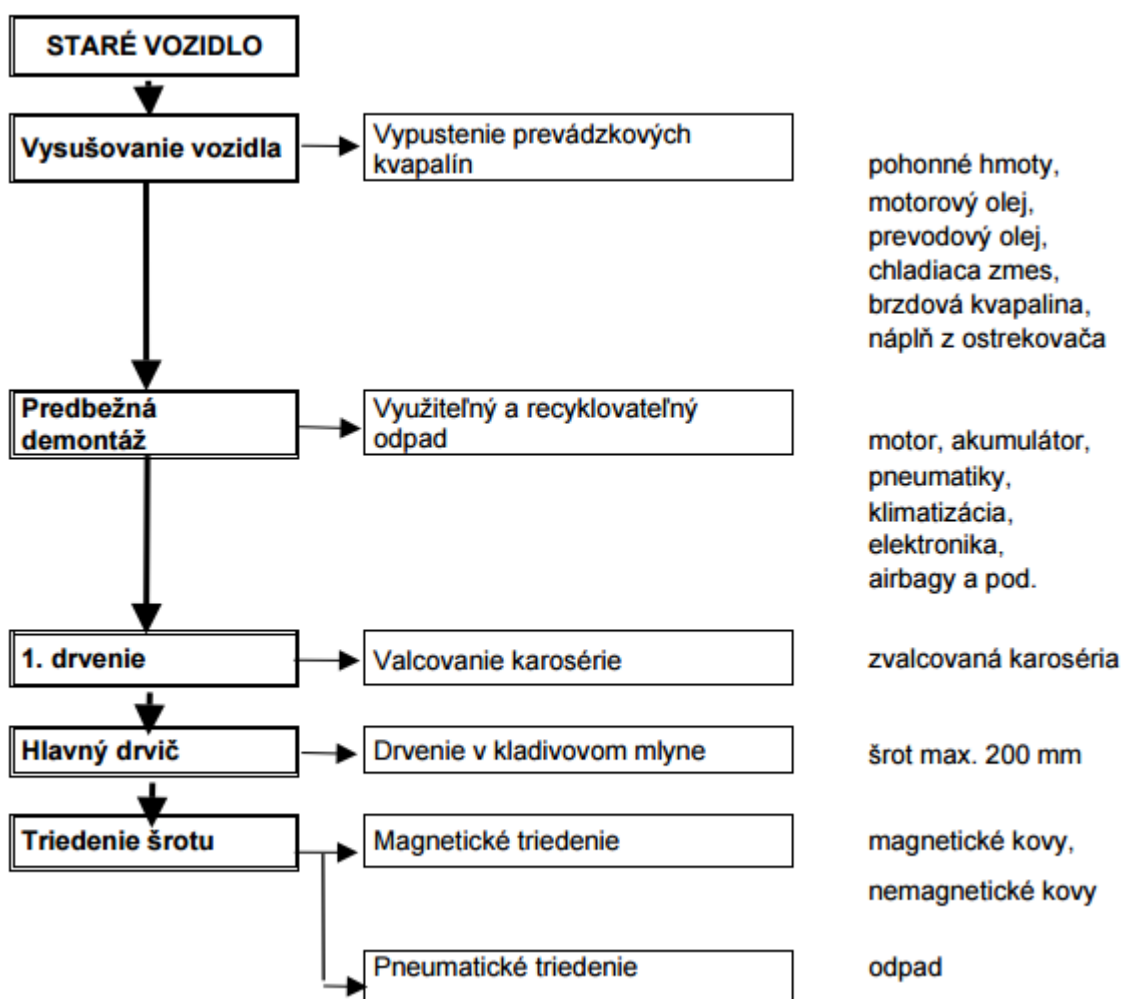 STARÉ VOZIDLO
Vysušovanie vozidla
Vypustenie prevádzkových
kvapalín
pohonné hmoty,
motorový olej,
prevodový olej,
chladiaca zmes,
brzdová kvapalina,
náplň z ostrekovača
Predbežná
demontáž
Využiteľný a recyklovateľný
odpad
motor, akumulátor,
pneumatiky,
klimatizácia,
elektronika,
airbagy a pod.
1. drvenie
Valcovanie karosérie
zvalcovaná karoséria
Hlavný drvič
Drvenie v kladivovom mlyne
šrot max. 200 mm
Triedenie šrotu
Magnetické triedenie
magnetické kovy,
nemagnetické kovy
Pneumatické triedenie
odpad